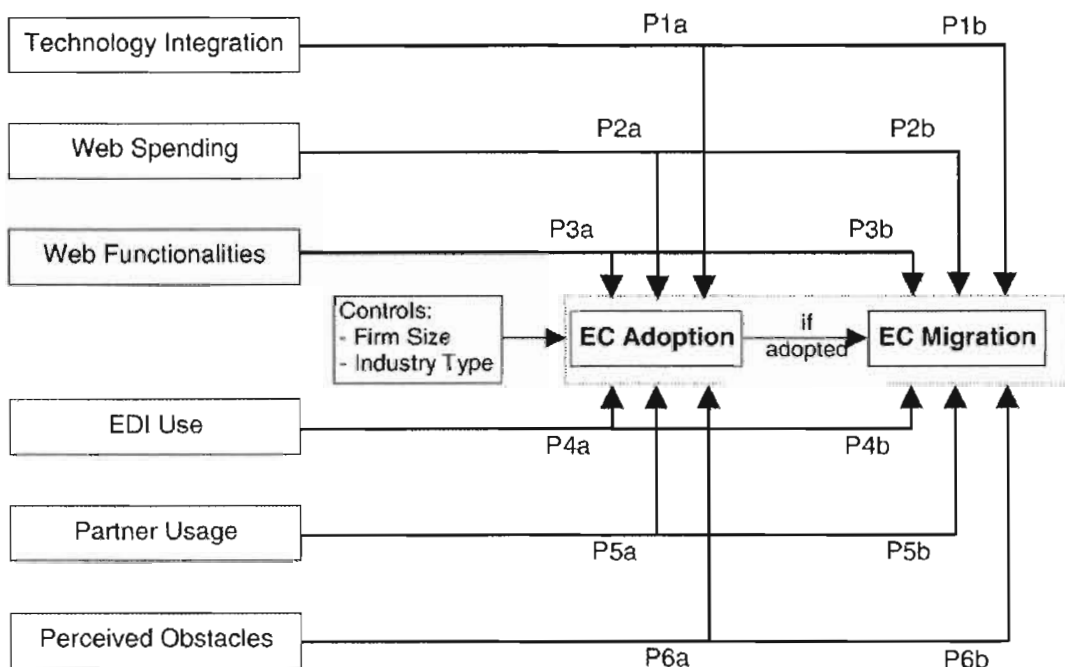 P1a
P1b
Technology Integration
P2a
P2b
Web Spending
P3a
P3b
Web Functionalities
Controls:
- Firm Size
- Industry Type
EC Adoption
if
adopted
EC Migration
EDI Use
P4a
P4b
Partner Usage
P5a
P5b
Perceived Obstacles
P6a
P6b